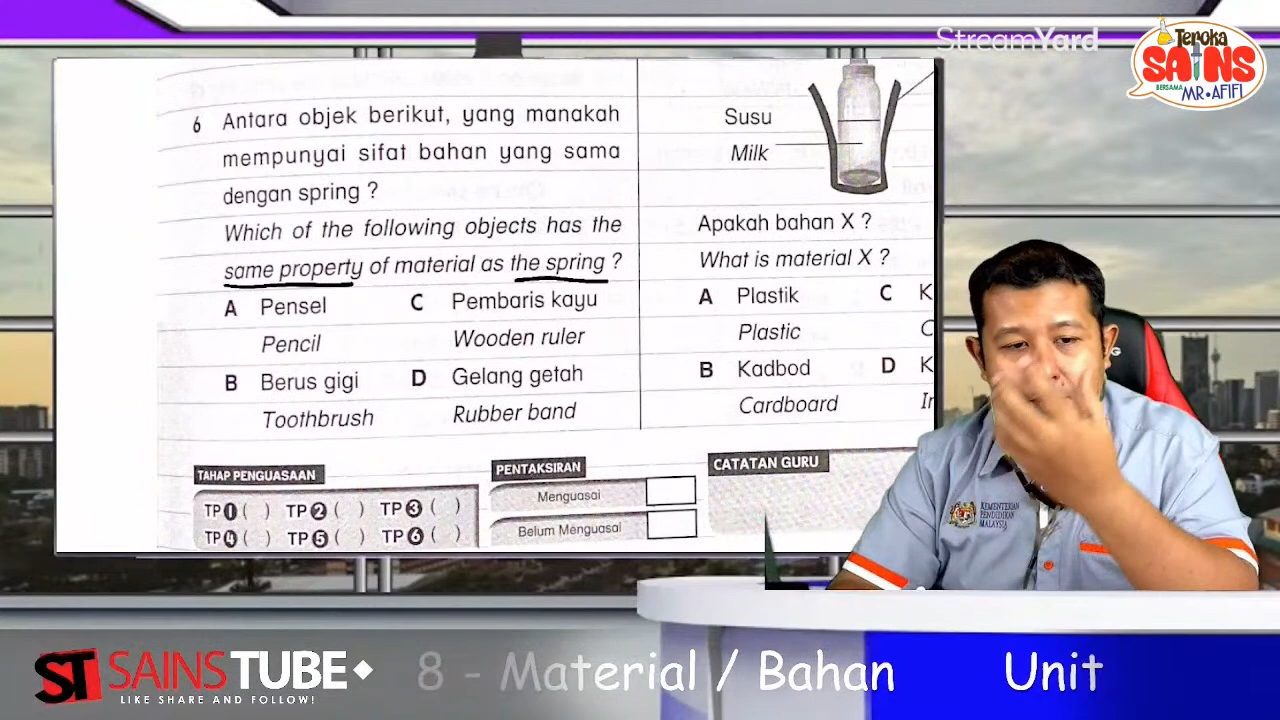 StreamYard
Teroka
SAiNS
BERSAMA
MR•AFIFI
6 Antara objek berikut, yang manakah
mempunyai sifat bahan yang sama
dengan spring ?
Which of the following objects has the
same property of material as the spring ?
A Pensel C Pembaris kayu
Pencil Wooden ruler
B Berus gigi D Gelang getah
Toothbrush Rubber band
Susu
Milk
Apakah bahan X ?
What is material X ?
A Plastik C K
Plastic
B Kadbod D K
Cardboard
TAHAP PENGUASAAN
TP1 ( ) TP2 ( ) TP3 ( )
TP4 ( ) TP5 ( ) TP6 ( )
PENTAKSIRAN
Menguasai
Belum Menguasai
CATATAN GURU
KEMENTERIAN
PENDIDIKAN
MALAYSIA
ST SAINSTUBE
LIKE SHARE AND FOLLOW!
8 - Material / Bahan Unit